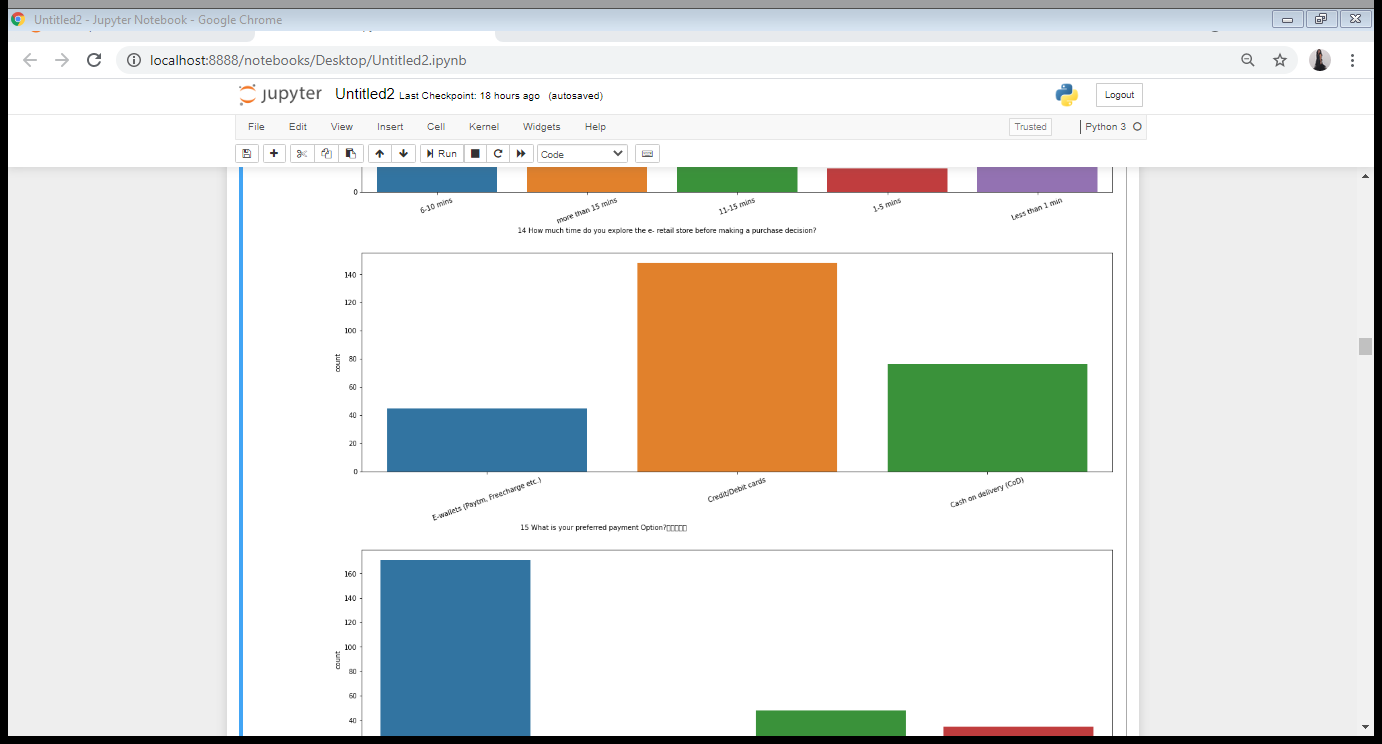 Untitled2 - Jupyter Notebook - Google Chrome
localhost:8888/notebooks/Desktop/Untitled2.ipynb
jupyter Untitled2 Last Checkpoint: 18 hours ago (autosaved) Logout
File Edit View Insert Cell Kernel Widgets Help Trusted Python 3
Run Code
0
6-10 mins more than 15 mins 11-15 mins 1-5 mins Less than 1 min
14 How much time do you explore the e- retail store before making a purchase decision?
140
120
100
count
80
60
40
20
0
E-wallets (Paytm, Freecharge etc.) Credit/Debit cards Cash on delivery (CoD)
15 What is your preferred payment Option?
160
140
120
100
count
80
60
40